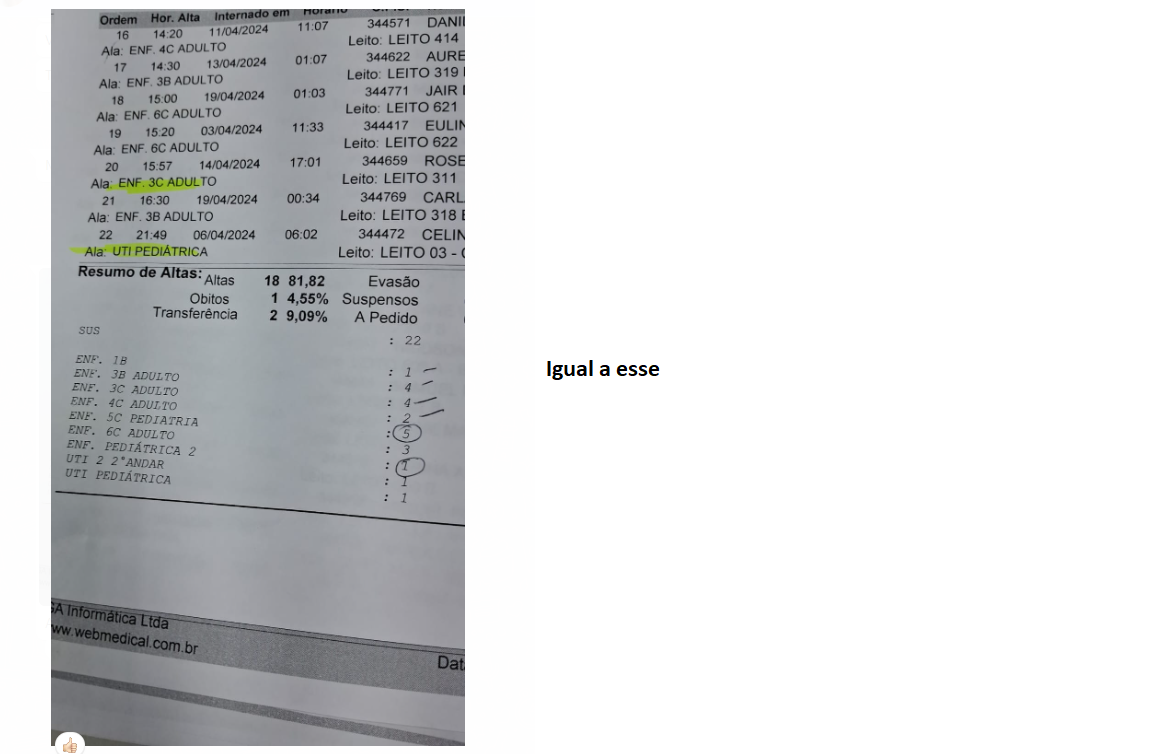 Ordem Hor. Alta Internado em Horário
16 14:20 11/04/2024 11:07 344571 DANI
Ala: ENF. 4C ADULTO Leito: LEITO 414
17 14:30 13/04/2024 01:07 344622 AURE
Ala: ENF. 3B ADULTO Leito: LEITO 319
18 15:00 19/04/2024 01:03 344771 JAIR
Ala: ENF. 6C ADULTO Leito: LEITO 621
19 15:20 03/04/2024 11:33 344417 EULIN
Ala: ENF. 6C ADULTO Leito: LEITO 622
20 15:57 14/04/2024 17:01 344659 ROSE
Ala: ENF. 3C ADULTO Leito: LEITO 311
21 16:30 19/04/2024 00:34 344769 CARL
Ala: ENF. 3B ADULTO Leito: LEITO 318
22 21:49 06/04/2024 06:02 344472 CELIN
Ala: UTI PEDIÁTRICA Leito: LEITO 03 -
Resumo de Altas: Altas 18 81,82 Evasão
Obitos 1 4,55% Suspensos
Transferência 2 9,09% A Pedido
SUS : 22
ENF. 1B : 1
ENF. 3B ADULTO : 4
ENF. 3C ADULTO : 4
ENF. 4C ADULTO : 2
ENF. 5C PEDIATRIA : 5
ENF. 6C ADULTO : 3
ENF. PEDIÁTRICA 2 : 1
UTI 2 2°ANDAR : 1
UTI PEDIÁTRICA : 1
GA Informática Ltda
www.webmedical.com.br
Data
Igual a esse